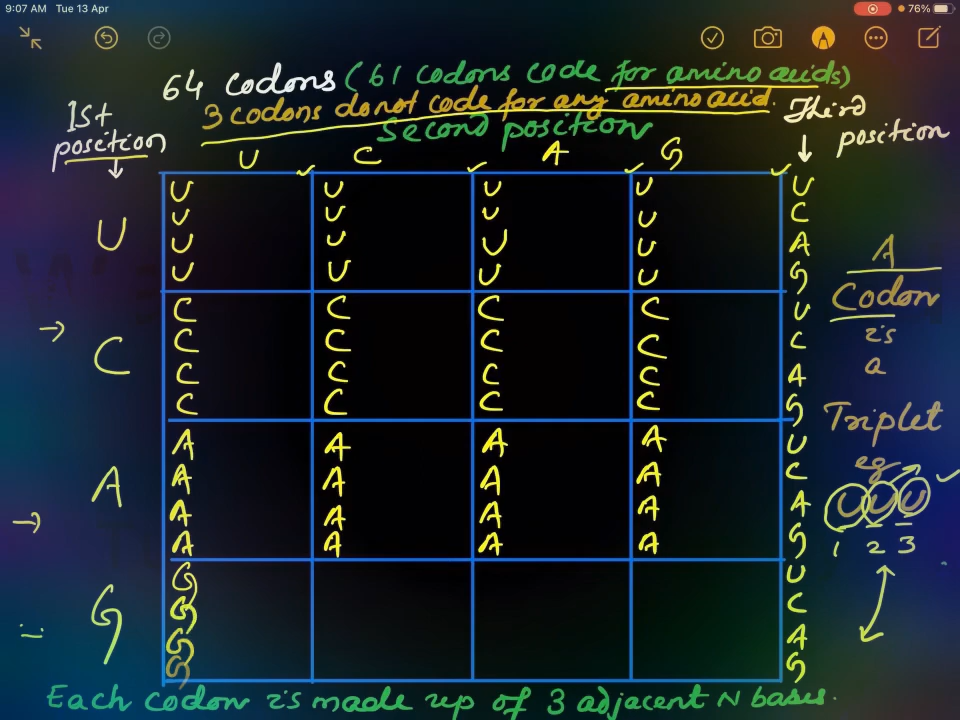 9:07 AM Tue 13 Apr 76%
64 codons (61 codons code for amino acids)
3 codons do not code for any amino acid.
1st position
Second position
Third position
U C A G
U
U U U U U
U U U U C
U U U U A
U U U U G
C
C C C C U
C C C C C
C C C C A
C C C C G
A
A A A A U
A A A A C
A A A A A
A A A A G
G
G U
G C
G A
G G
A
Codon
is
a
Triplet
eg
UUU
1 2 3
Each codon is made up of 3 adjacent N bases.